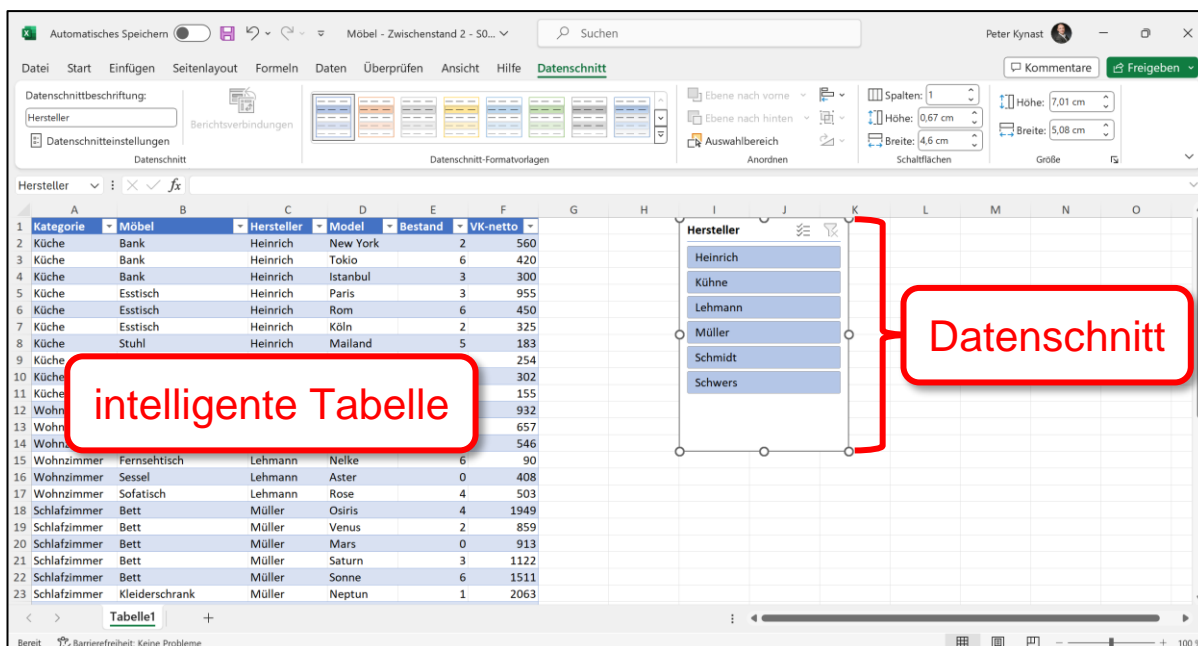 Automatisches Speichern Möbel - Zwischenstand 2 - S0... Suchen Peter Kynast
Datei Start Einfügen Seitenlayout Formeln Daten Überprüfen Ansicht Hilfe Datenschnitt Kommentare Freigeben
Datenschnittbeschriftung:
Hersteller
Datenschnitteinstellungen
Berichtsverbindungen
Datenschnitt
Datenschnitt-Formatvorlagen
Ebene nach vorne
Ebene nach hinten
Auswahlbereich
Anordnen
Spalten: 1
Höhe: 0,67 cm
Breite: 4,6 cm
Schaltflächen
Höhe: 7,01 cm
Breite: 5,08 cm
Größe
Hersteller fx
A B C D E F G H I J K L M N O
1 Kategorie Möbel Hersteller Model Bestand VK-netto
2 Küche Bank Heinrich New York 2 560
3 Küche Bank Heinrich Tokio 6 420
4 Küche Bank Heinrich Istanbul 3 300
5 Küche Esstisch Heinrich Paris 3 955
6 Küche Esstisch Heinrich Rom 6 450
7 Küche Esstisch Heinrich Köln 2 325
8 Küche Stuhl Heinrich Mailand 5 183
9 Küche 254
10 Küche 302
11 Küche 155
12 Wohn 932
13 Wohn 657
14 Wohn 546
15 Wohnzimmer Fernsehtisch Lehmann Nelke 6 90
16 Wohnzimmer Sessel Lehmann Aster 0 408
17 Wohnzimmer Sofatisch Lehmann Rose 4 503
18 Schlafzimmer Bett Müller Osiris 4 1949
19 Schlafzimmer Bett Müller Venus 2 859
20 Schlafzimmer Bett Müller Mars 0 913
21 Schlafzimmer Bett Müller Saturn 3 1122
22 Schlafzimmer Bett Müller Sonne 6 1511
23 Schlafzimmer Kleiderschrank Müller Neptun 1 2063
intelligente Tabelle
Hersteller
Heinrich
Kühne
Lehmann
Müller
Schmidt
Schwers
Datenschnitt
Tabelle1
Bereit Barrierefreiheit: Keine Probleme 100 %